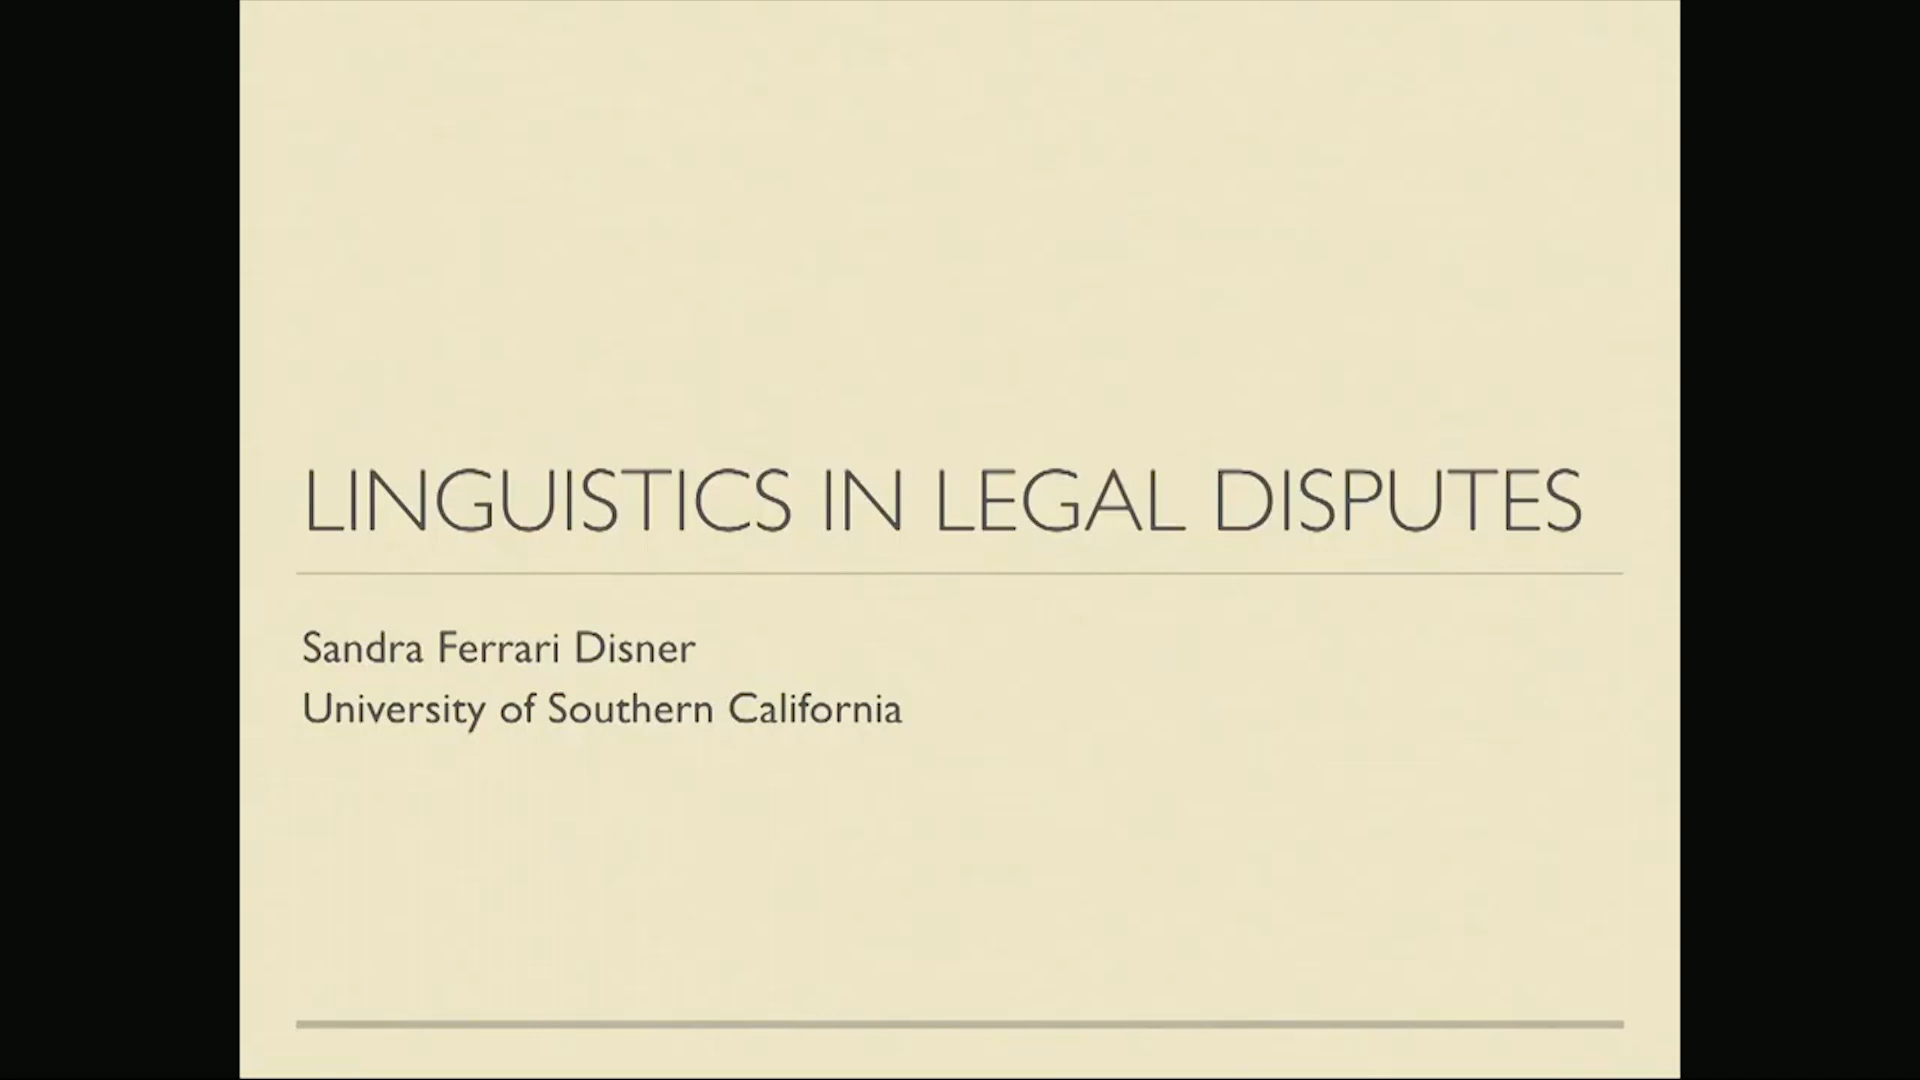 LINGUISTICS IN LEGAL DISPUTES
Sandra Ferrari Disner
University of Southern California